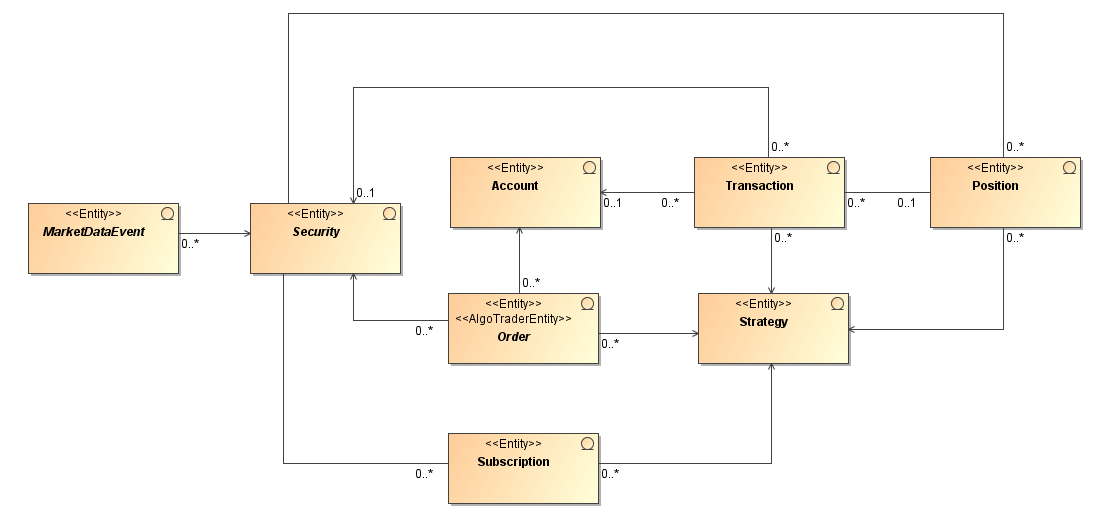 0..*
<<Entity>>
Account
<<Entity>>
Transaction
<<Entity>>
Position
0..1
0..1
0..*
0..*
0..1
<<Entity>>
MarketDataEvent
0..*
<<Entity>>
Security
0..*
0..*
0..*
0..*
<<Entity>>
<<AlgoTraderEntity>>
Order
0..*
0..*
<<Entity>>
Strategy
<<Entity>>
Subscription
0..*
0..*